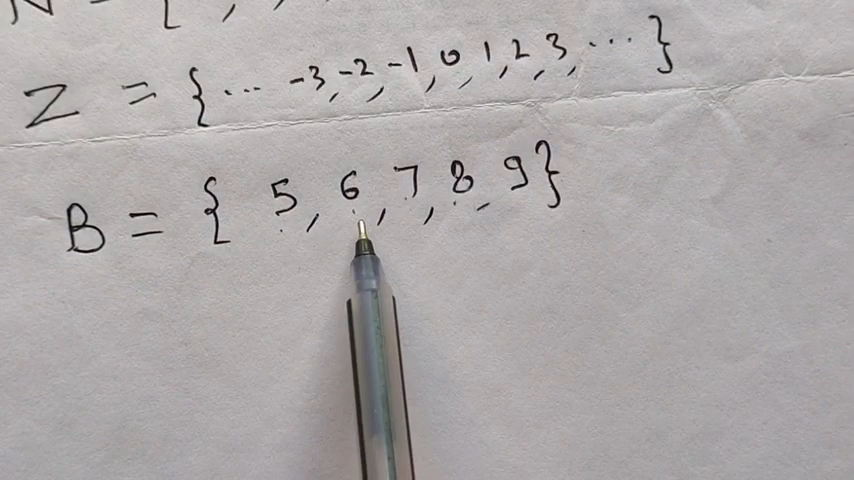 N = {
Z = {... -3, -2, -1, 0, 1, 2, 3, ...}
B = { 5, 6, 7, 8, 9}